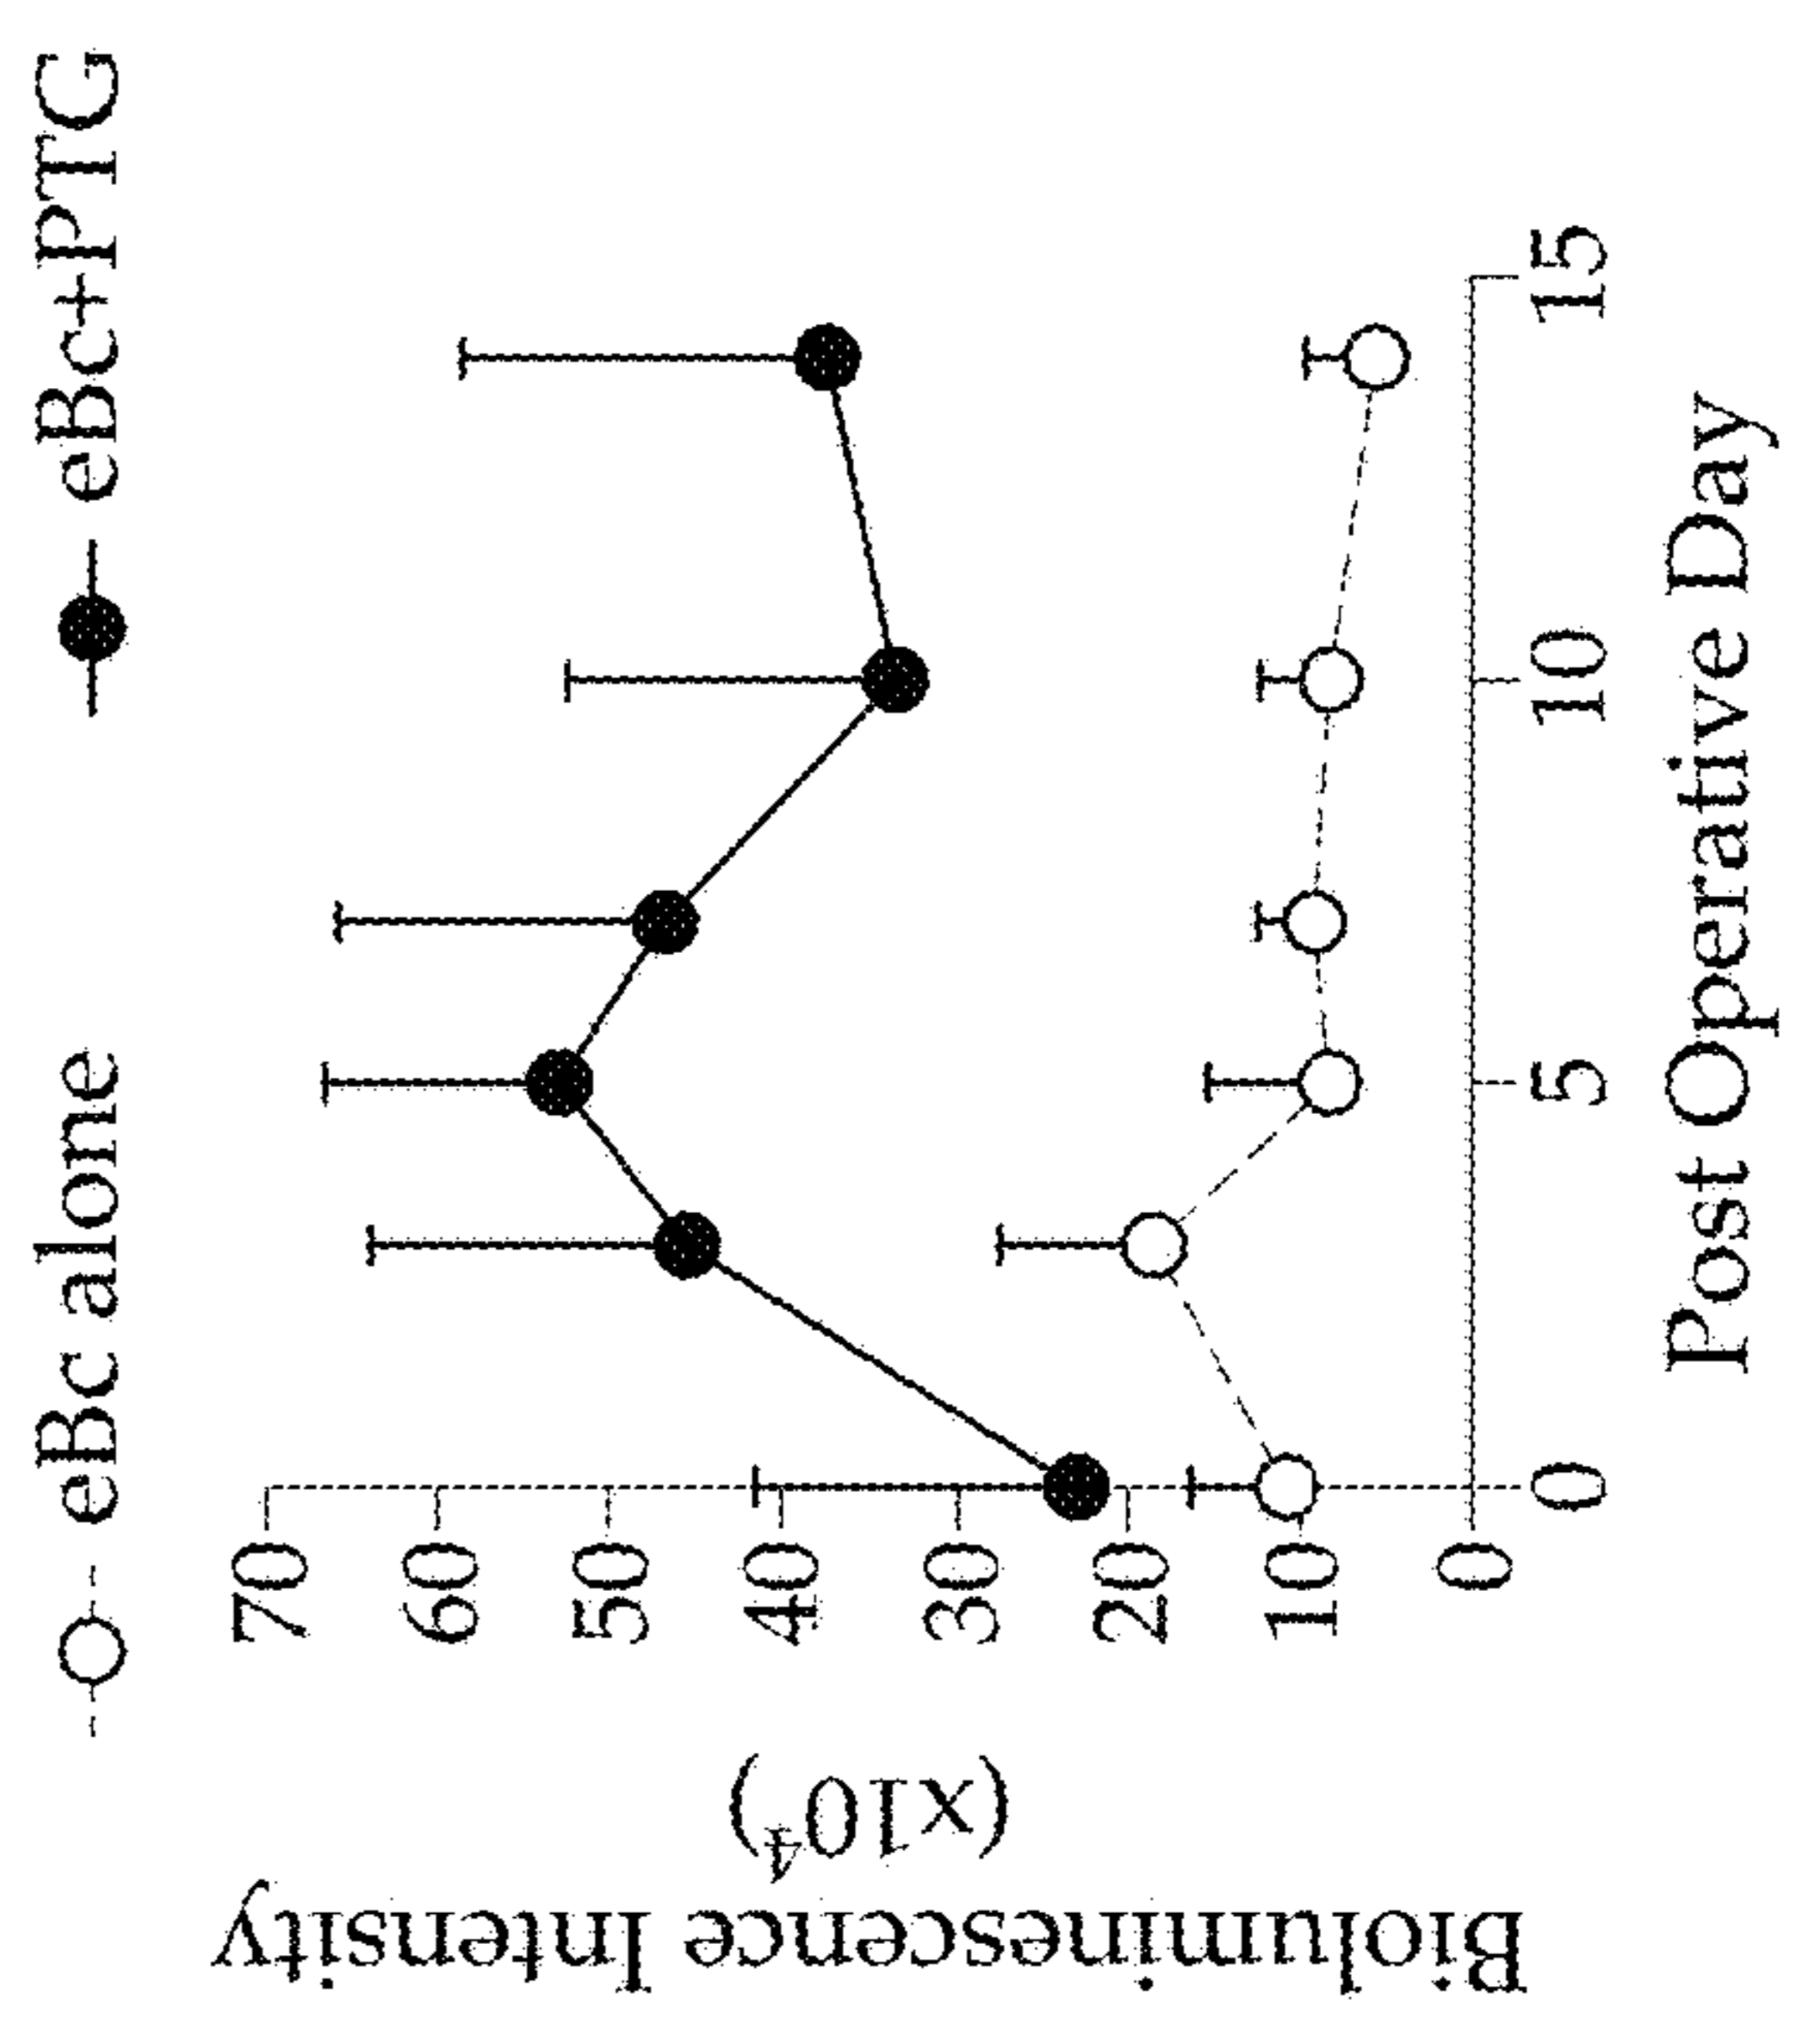 eBc alone
eBc+PTG
Bioluminescence Intensity
(x10⁴)
70
60
50
40
30
20
10
0
0
5
10
15
Post Operative Day